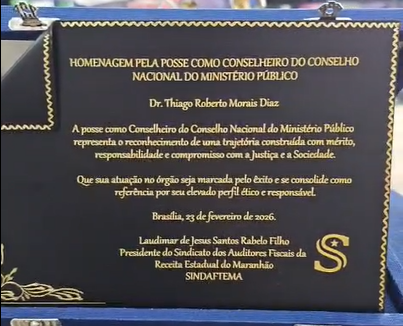 HOMENAGEM PELA POSSE COMO CONSELHEIRO DO CONSELHO
NACIONAL DO MINISTÉRIO PÚBLICO
Dr. Thiago Roberto Morais Diaz
A posse como Conselheiro do Conselho Nacional do Ministério Público
representa o reconhecimento de uma trajetória construída com mérito,
responsabilidade e compromisso com a Justiça e a Sociedade.
Que sua atuação no órgão seja marcada pelo êxito e se consolide como
referência por seu elevado perfil ético e responsável.
Brasília, 23 de fevereiro de 2026.
Laudimar de Jesus Santos Rabelo Filho
Presidente do Sindicato dos Auditores Fiscais da
Receita Estadual do Maranhão
SINDAFTEMA
S